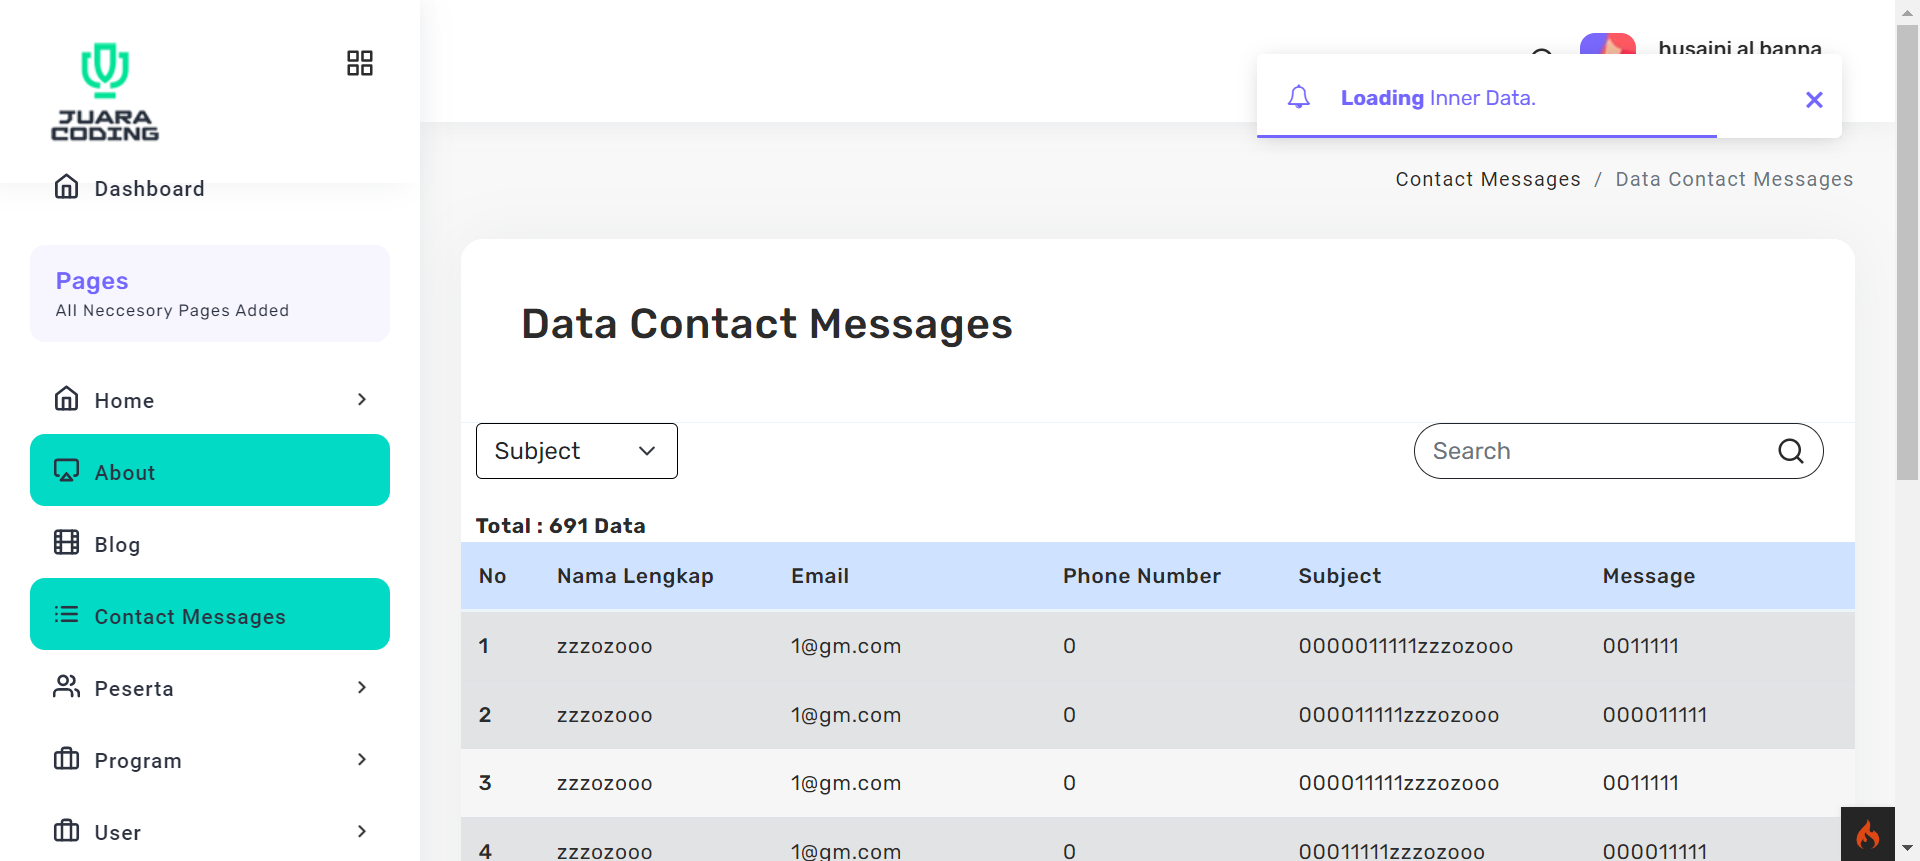 JUARA
CODING
Dashboard
Pages
All Neccesory Pages Added
Home
About
Blog
Contact Messages
Peserta
Program
User
husaini al banna
Loading Inner Data.
Contact Messages / Data Contact Messages
Data Contact Messages
Subject
Search
Total : 691 Data
No Nama Lengkap Email Phone Number Subject Message
1 zzzozooo 1@gm.com 0 0000011111zzzozooo 0011111
2 zzzozooo 1@gm.com 0 000011111zzzozooo 000011111
3 zzzozooo 1@gm.com 0 000011111zzzozooo 0011111
4 zzzozooo 1@gm.com 0 00011111zzzozooo 000011111